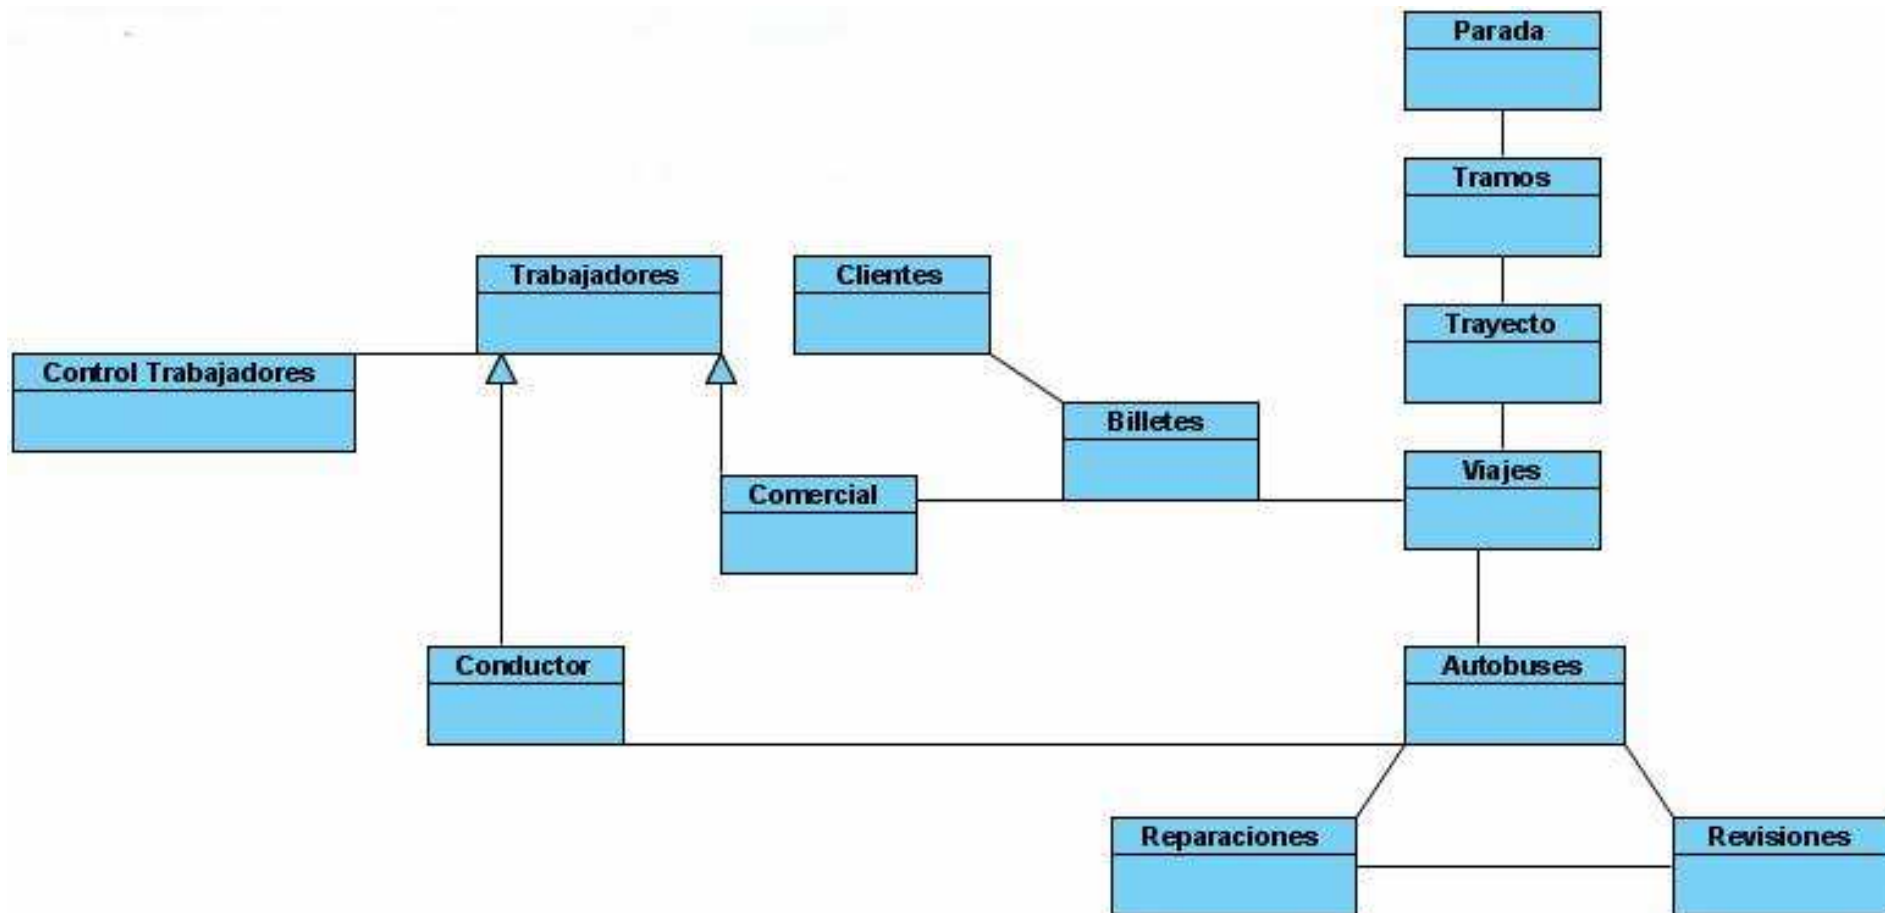 Parada
Tramos
Trabajadores
Clientes
Trayecto
Control Trabajadores
Billetes
Viajes
Comercial
Conductor
Autobuses
Reparaciones
Revisiones